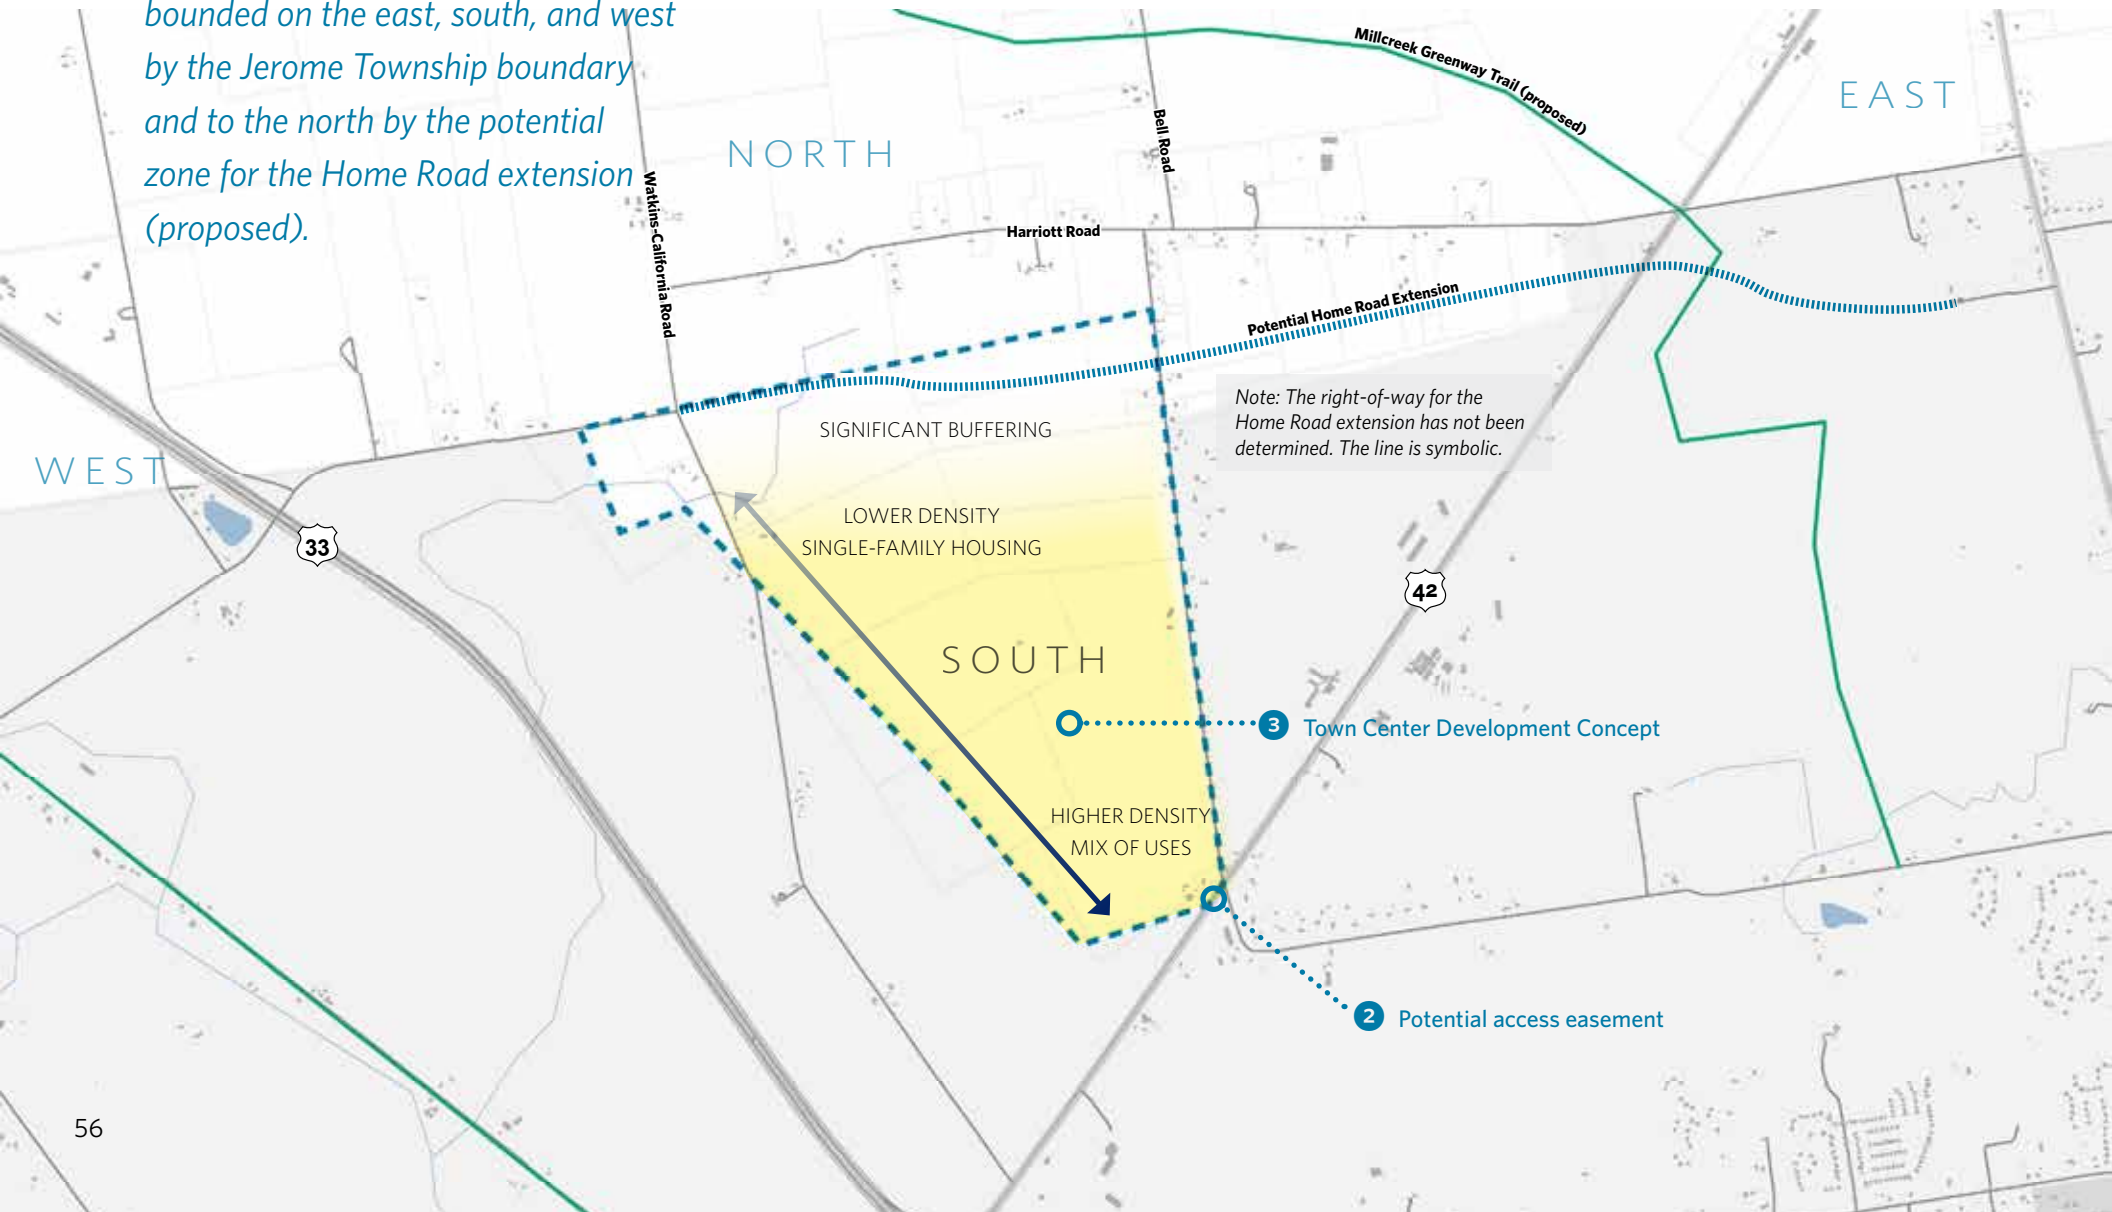 bounded on the east, south, and west
by the Jerome Township boundary
and to the north by the potential
zone for the Home Road extension
(proposed).
Millcreek Greenway Trail (proposed)
EAST
NORTH
Bell Road
Watkins-California Road
Harriott Road
Potential Home Road Extension
Note: The right-of-way for the
Home Road extension has not been
determined. The line is symbolic.
SIGNIFICANT BUFFERING
WEST
LOWER DENSITY
SINGLE-FAMILY HOUSING
33
42
SOUTH
3 Town Center Development Concept
HIGHER DENSITY
MIX OF USES
2 Potential access easement
56